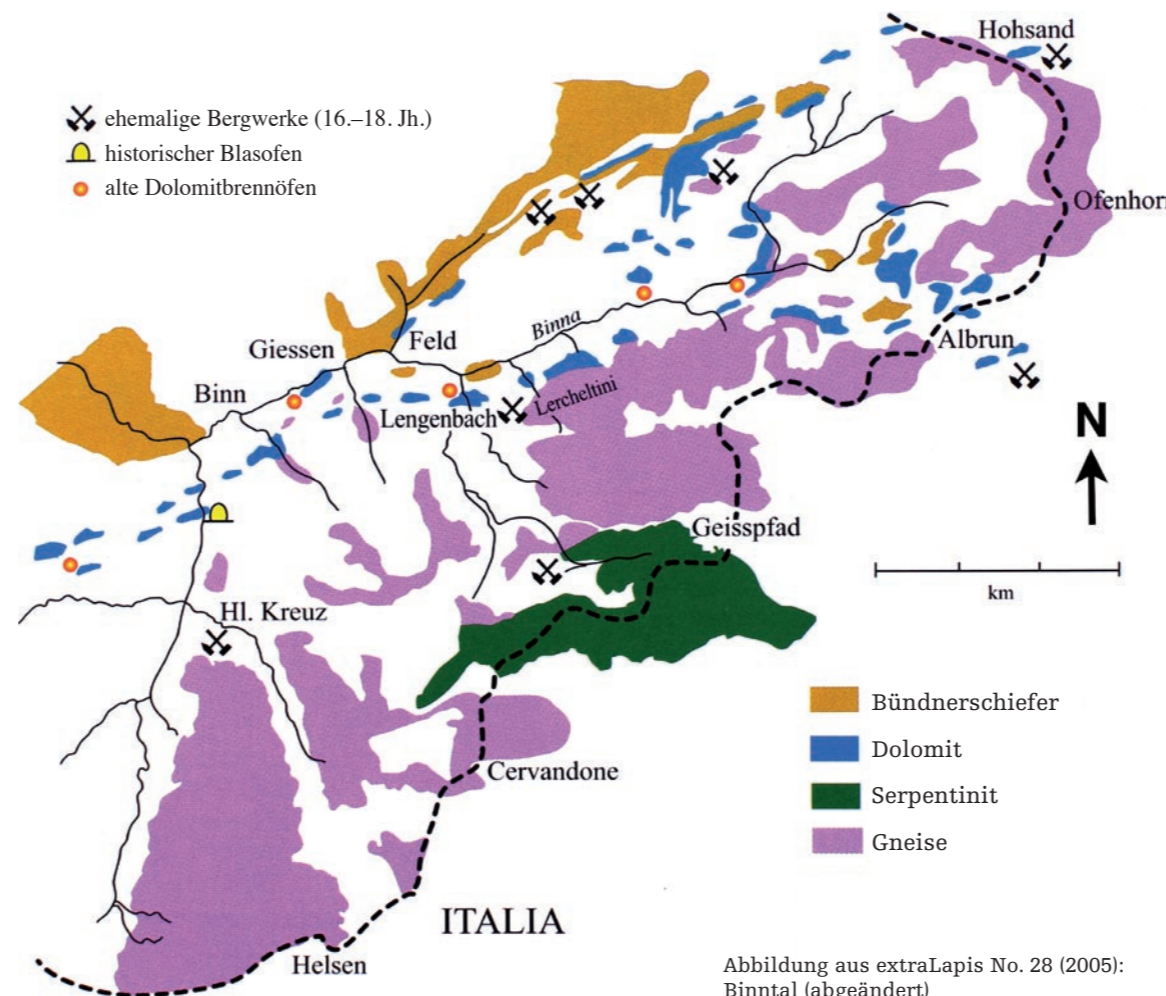 Hohsand
ehemalige Bergwerke (16.–18. Jh.)
historischer Blasofen
alte Dolomitbrennöfen
Ofenhorn
Binna
Feld
Giessen
Albrun
Binn
Lercheltini
Lengenbach
N
Geisspfad
km
Hl. Kreuz
Bündnerschiefer
Dolomit
Cervandone
Serpentinit
Gneise
ITALIA
Helsen
Abbildung aus extraLapis No. 28 (2005):
Binntal (abgeändert)